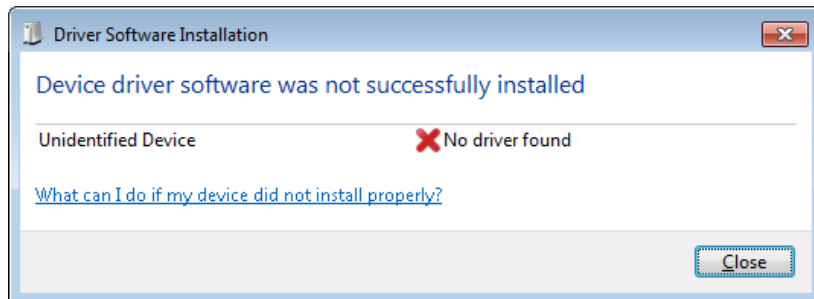 Driver Software Installation
Device driver software was not successfully installed
Unidentified Device No driver found
What can I do if my device did not install properly?
Close